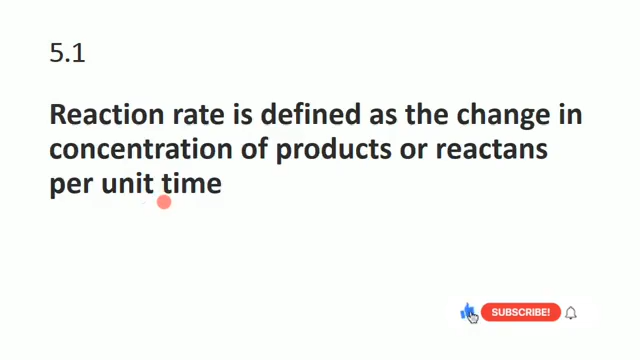 5.1
Reaction rate is defined as the change in
concentration of products or reactans
per unit time
SUBSCRIBE!